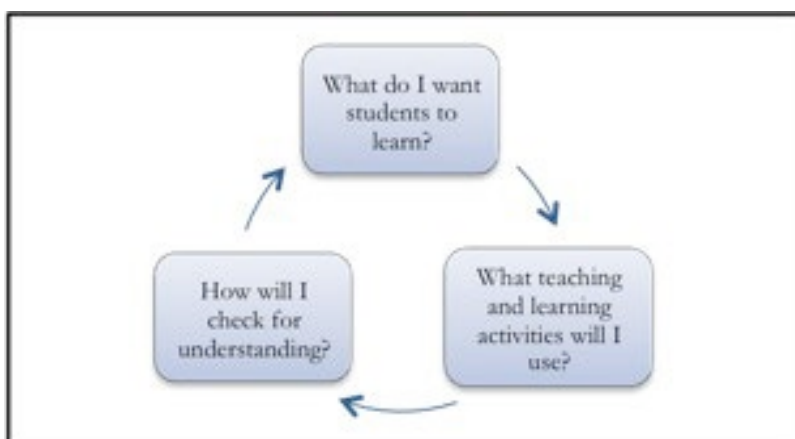 What do I want
students to
learn?
What teaching
and learning
activities will I
use?
How will I
check for
understanding?